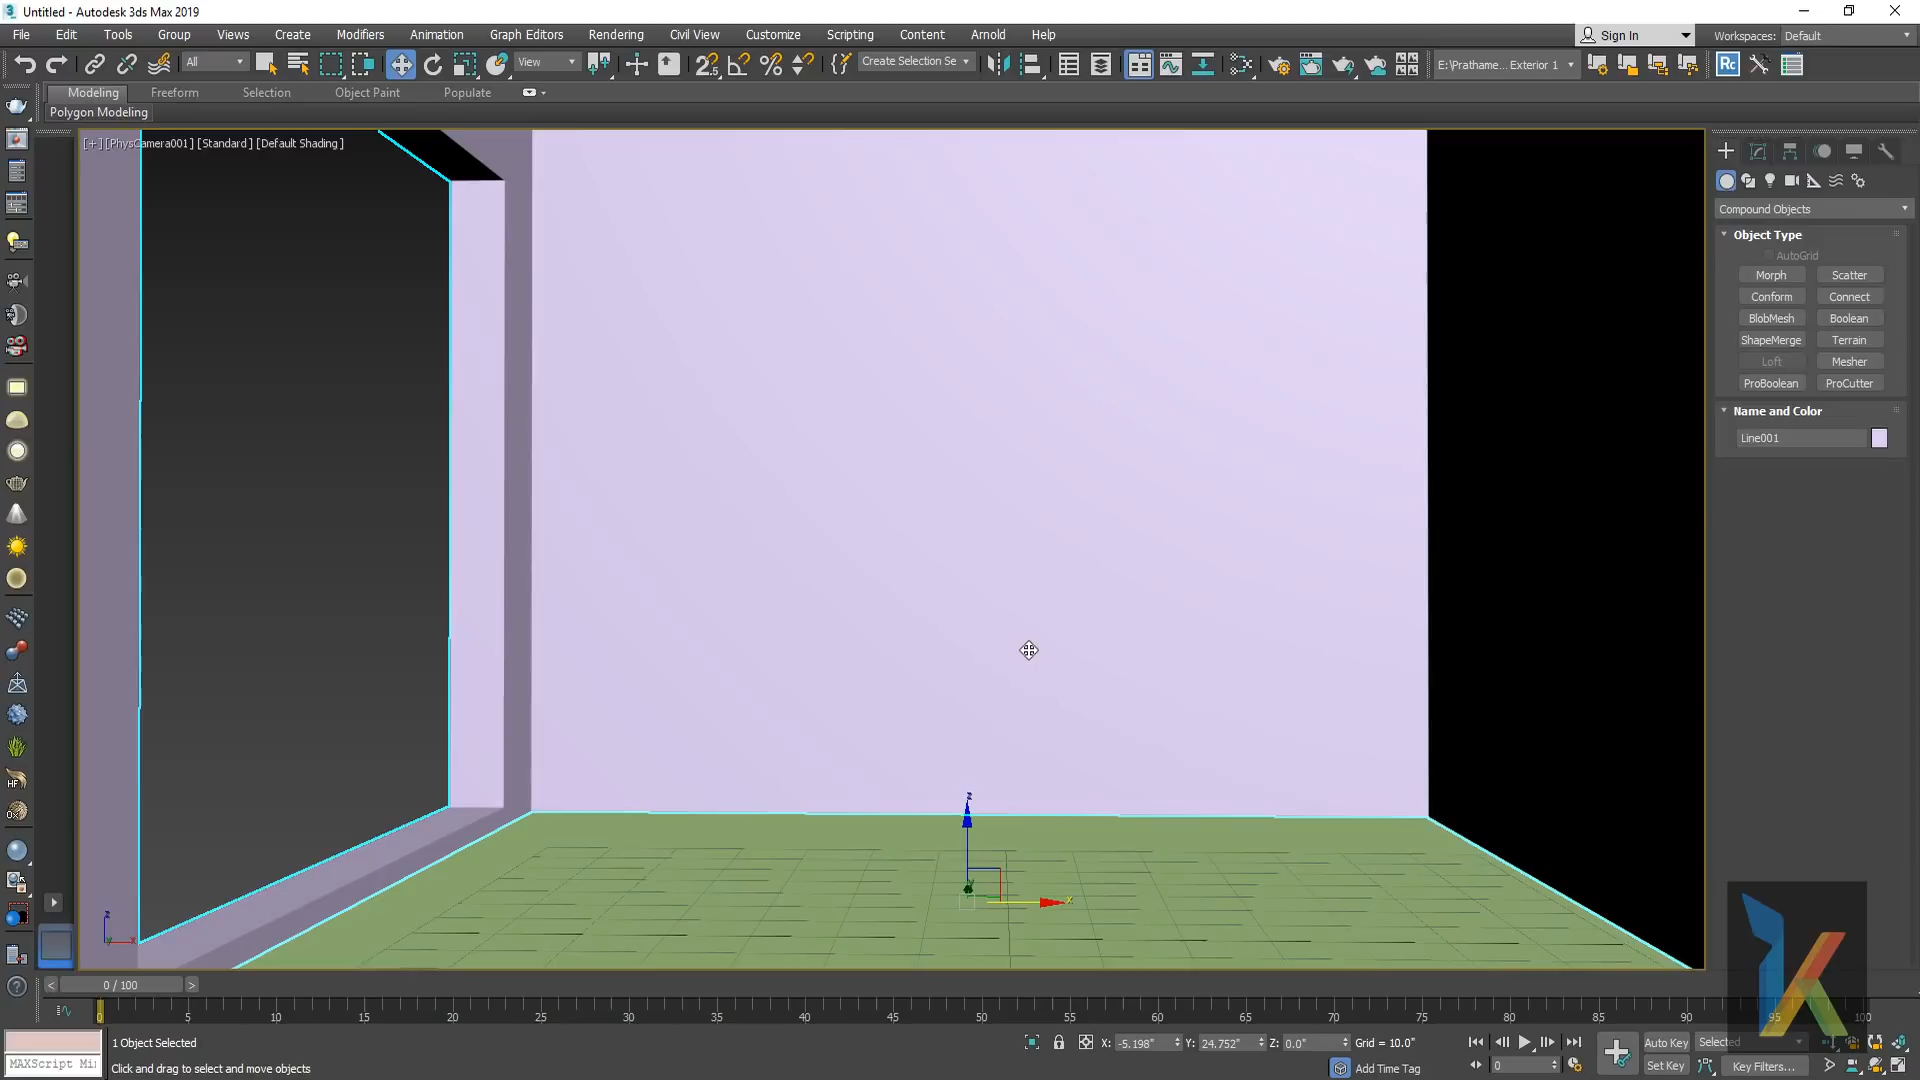 Untitled - Autodesk 3ds Max 2019
File Edit Tools Group Views Create Modifiers Animation Graph Editors Rendering Civil View Customize Scripting Content Arnold Help Sign In Workspaces: Default
All View Create Selection Se E:\Prathame... Exterior 1
Modeling Freeform Selection Object Paint Populate
Polygon Modeling
[+] [PhysCamera001] [Standard] [Default Shading]
Compound Objects
Object Type
AutoGrid
Morph Scatter
Conform Connect
BlobMesh Boolean
ShapeMerge Terrain
Loft Mesher
ProBoolean ProCutter
Name and Color
Line001
z
x
z
x
0 / 100
0 5 10 15 20 25 30 35 40 45 50 55 60 65 70 75 80 85 90 95 100
1 Object Selected X: -5.198" Y: 24.752" Z: 0.0" Grid = 10.0" Auto Key Selected
MAXScript Mi Click and drag to select and move objects Add Time Tag 0 Set Key Key Filters...